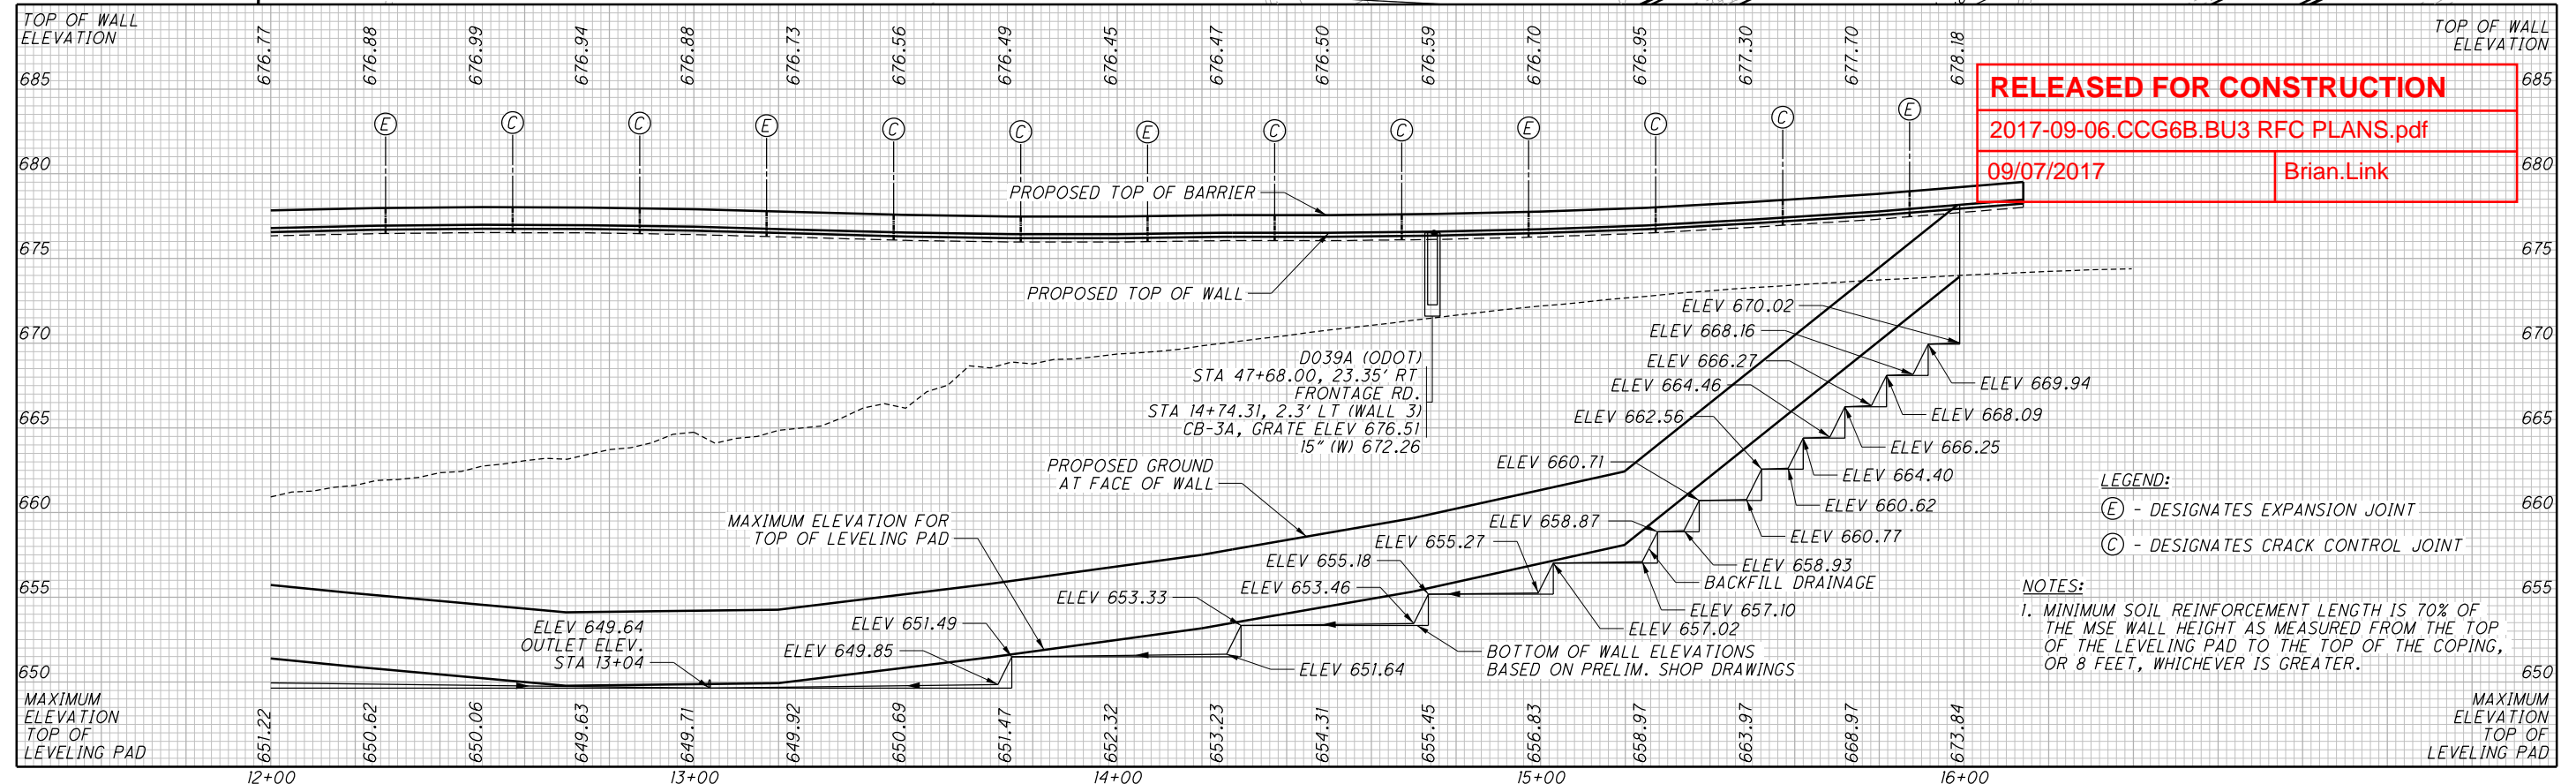 TOP OF WALL
ELEVATION
676.77
676.88
676.99
676.94
676.88
676.73
676.56
676.49
676.45
676.47
676.50
676.59
676.70
676.95
677.30
677.70
678.18
TOP OF WALL
ELEVATION
685
685
RELEASED FOR CONSTRUCTION
2017-09-06.CCG6B.BU3 RFC PLANS.pdf
09/07/2017
Brian.Link
E
C
C
E
C
C
E
C
C
E
C
C
E
680
680
PROPOSED TOP OF BARRIER
675
675
PROPOSED TOP OF WALL
670
670
D039A (ODOT)
STA 47+68.00, 23.35' RT
FRONTAGE RD.
STA 14+74.31, 2.3' LT (WALL 3)
CB-3A, GRATE ELEV 676.51
15" (W) 672.26
ELEV 670.02
ELEV 668.16
ELEV 666.27
ELEV 664.46
ELEV 662.56
ELEV 660.71
ELEV 669.94
ELEV 668.09
ELEV 666.25
ELEV 664.40
ELEV 660.62
ELEV 660.77
665
665
PROPOSED GROUND
AT FACE OF WALL
660
660
MAXIMUM ELEVATION FOR
TOP OF LEVELING PAD
ELEV 658.87
ELEV 655.27
ELEV 655.18
ELEV 653.46
ELEV 653.33
ELEV 658.93
BACKFILL DRAINAGE
ELEV 657.10
ELEV 657.02
BOTTOM OF WALL ELEVATIONS
BASED ON PRELIM. SHOP DRAWINGS
655
655
ELEV 649.64
OUTLET ELEV.
STA 13+04
ELEV 651.49
ELEV 649.85
ELEV 651.64
LEGEND:
E - DESIGNATES EXPANSION JOINT
C - DESIGNATES CRACK CONTROL JOINT
NOTES:
1. MINIMUM SOIL REINFORCEMENT LENGTH IS 70% OF
THE MSE WALL HEIGHT AS MEASURED FROM THE TOP
OF THE LEVELING PAD TO THE TOP OF THE COPING,
OR 8 FEET, WHICHEVER IS GREATER.
650
650
MAXIMUM
ELEVATION
TOP OF
LEVELING PAD
651.22
650.62
650.06
649.63
649.71
649.92
650.69
651.47
652.32
653.23
654.31
655.45
656.83
658.97
663.97
668.97
673.84
MAXIMUM
ELEVATION
TOP OF
LEVELING PAD
12+00
13+00
14+00
15+00
16+00